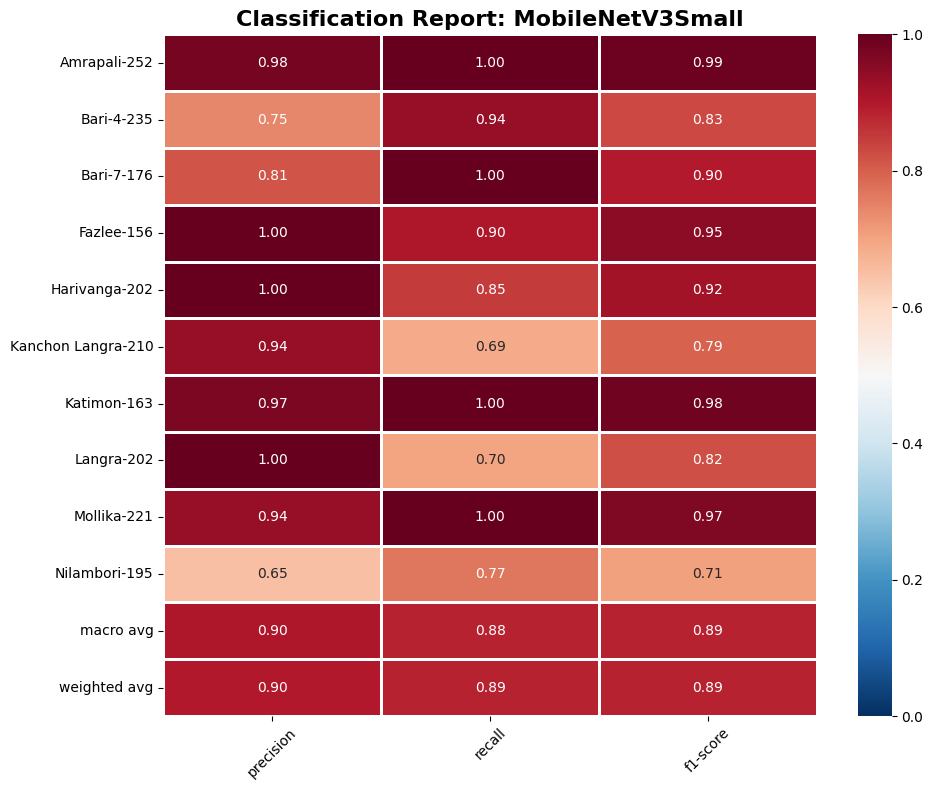 Classification Report: MobileNetV3Small
Amrapali-252 0.98 1.00 0.99
Bari-4-235 0.75 0.94 0.83
Bari-7-176 0.81 1.00 0.90
Fazlee-156 1.00 0.90 0.95
Harivanga-202 1.00 0.85 0.92
Kanchon Langra-210 0.94 0.69 0.79
Katimon-163 0.97 1.00 0.98
Langra-202 1.00 0.70 0.82
Mollika-221 0.94 1.00 0.97
Nilambori-195 0.65 0.77 0.71
macro avg 0.90 0.88 0.89
weighted avg 0.90 0.89 0.89
precision recall f1-score
1.0
0.8
0.6
0.4
0.2
0.0